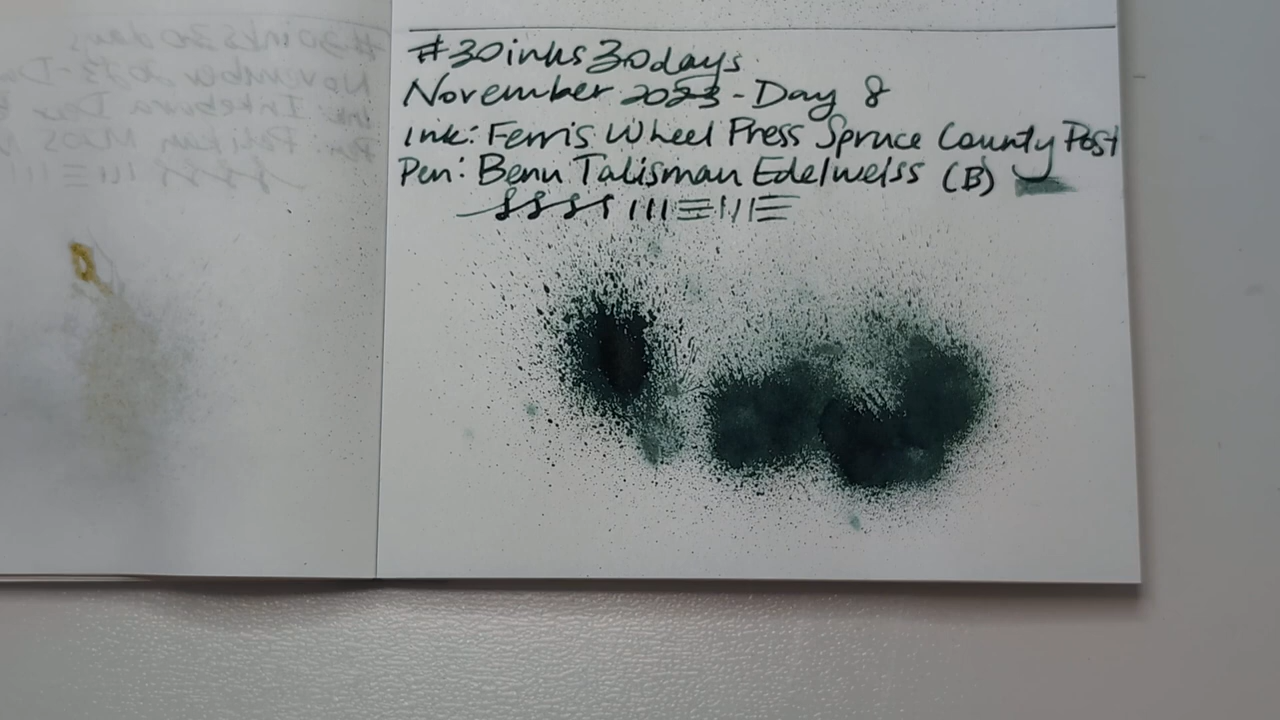 #30inks30days
November 2023 - Day 8
Ink: Ferris Wheel Press Spruce County Post
Pen: Benu Talisman Edelweiss (B)